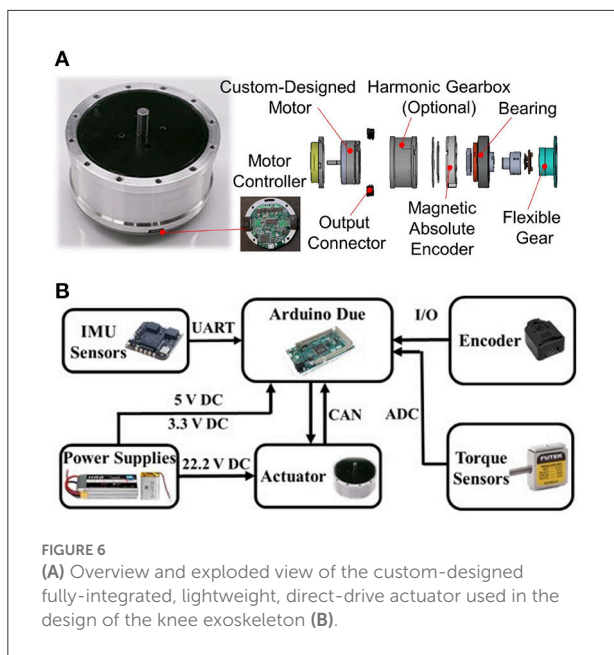 A
Custom-Designed
Motor
Harmonic Gearbox
(Optional)
Bearing
Motor
Controller
Output
Connector
Magnetic
Absolute
Encoder
Flexible
Gear
B
IMU
Sensors
UART
Arduino Due
I/O
Encoder
5 V DC
3.3 V DC
CAN
ADC
Power Supplies
22.2 V DC
Actuator
Torque
Sensors
FUTEK
FIGURE 6
(A) Overview and exploded view of the custom-designed
fully-integrated, lightweight, direct-drive actuator used in the
design of the knee exoskeleton (B).